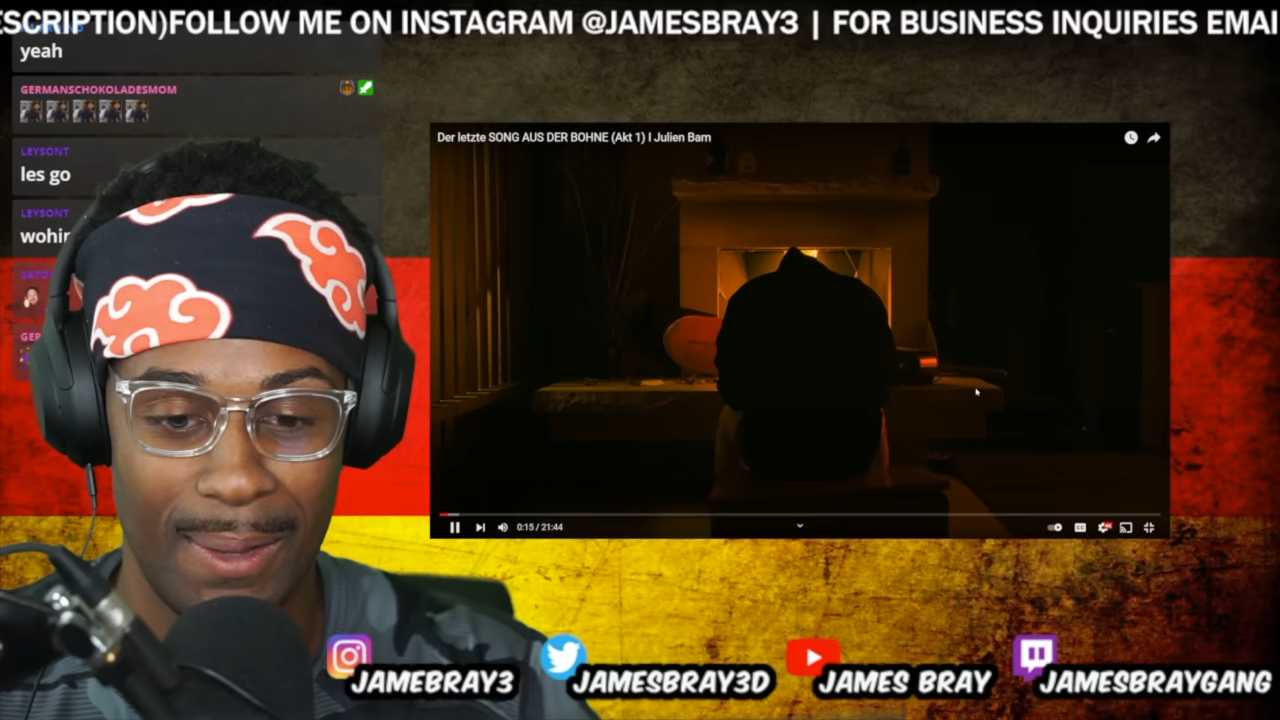 ESCRIPTION)FOLLOW ME ON INSTAGRAM @JAMESBRAY3 | FOR BUSINESS INQUIRIES EMAI
yeah
GERMANSCHOKOLADESMOM
LEYSONT
les go
LEYSONT
Der letzte SONG AUS DER BOHNE (Akt 1) I Julien Bam
0:15 / 21:44
JAMEBRAY3
JAMESBRAY3D
JAMES BRAY
JAMESBRAYGANG